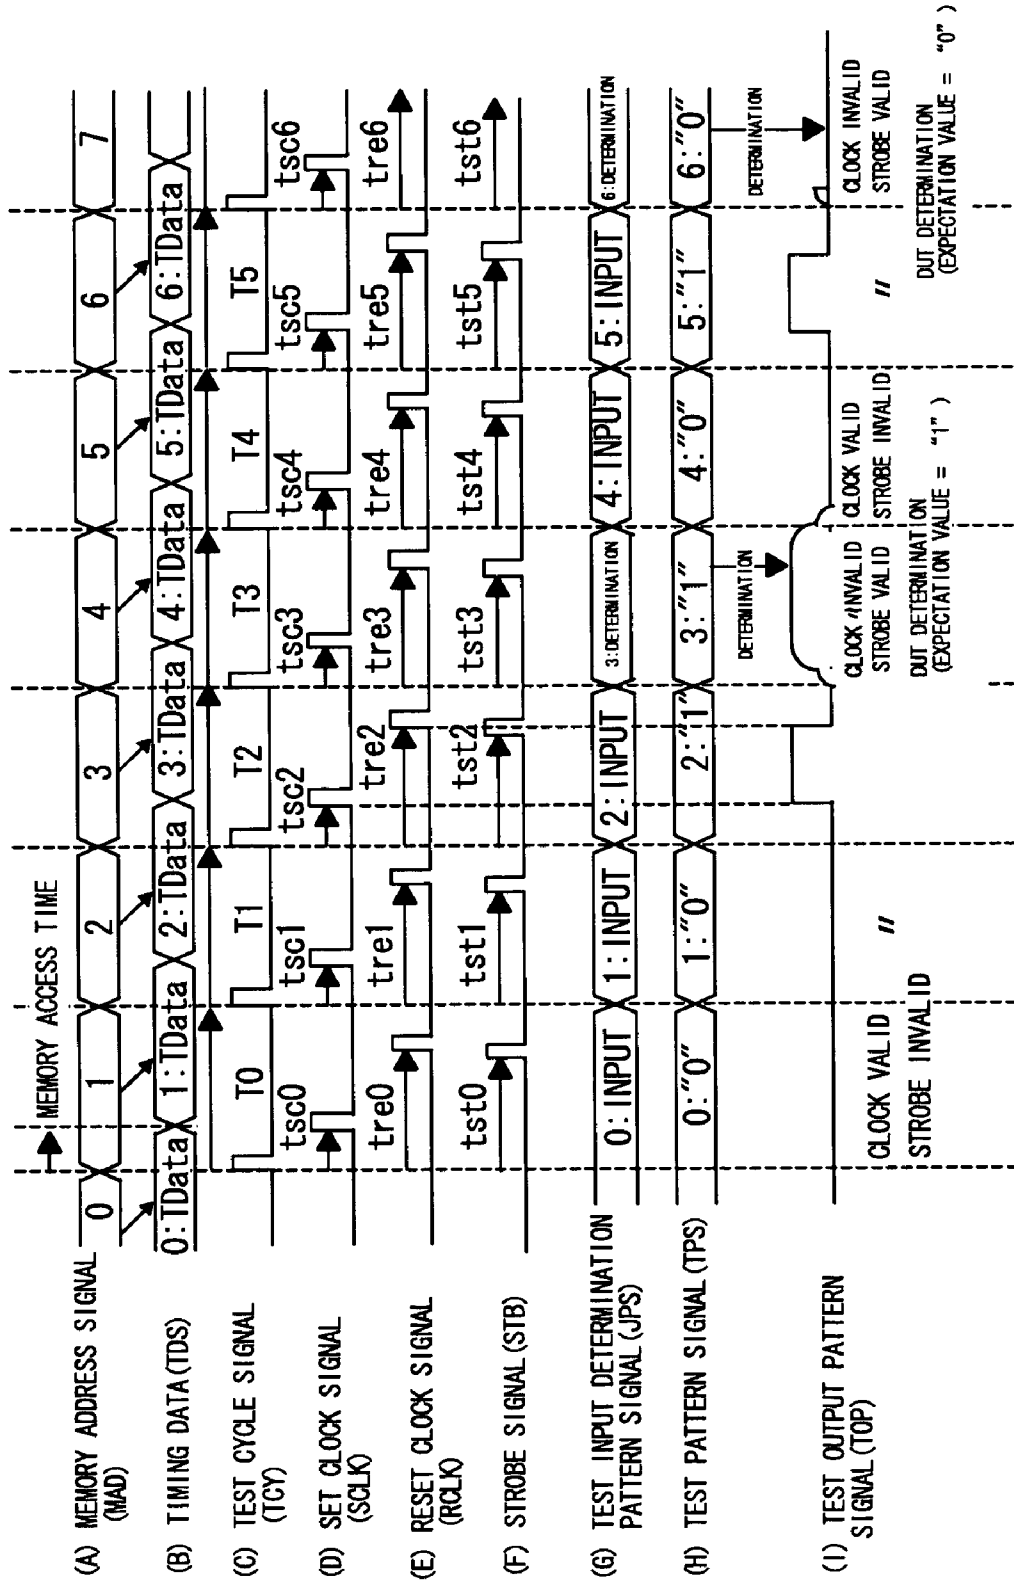 MEMORY ACCESS TIME
(A) MEMORY ADDRESS SIGNAL
(MAD)
0 1 2 3 4 5 6 7
(B) TIMING DATA(TDS)
0:TData 1:TData 2:TData 3:TData 4:TData 5:TData 6:TData
(C) TEST CYCLE SIGNAL
(TCY)
T0 T1 T2 T3 T4 T5
(D) SET CLOCK SIGNAL
(SCLK)
tsc0 tsc1 tsc2 tsc3 tsc4 tsc5 tsc6
(E) RESET CLOCK SIGNAL
(RCLK)
tre0 tre1 tre2 tre3 tre4 tre5 tre6
(F) STROBE SIGNAL(STB)
tst0 tst1 tst2 tst3 tst4 tst5 tst6
(G) TEST INPUT DETERMINATION
PATTERN SIGNAL(JPS)
0:INPUT 1:INPUT 2:INPUT 3:DETERMINATION 4:INPUT 5:INPUT 6:DETERMINATION
(H) TEST PATTERN SIGNAL(TPS)
0:"0" 1:"0" 2:"1" 3:"1" 4:"0" 5:"1" 6:"0"
DETERMINATION DETERMINATION
(I) TEST OUTPUT PATTERN
SIGNAL(TOP)
CLOCK VALID
STROBE INVALID
〃
〃
CLOCK INVALID
STROBE VALID
DUT DETERMINATION
(EXPECTATION VALUE = "1")
CLOCK VALID
STROBE INVALID
〃
CLOCK INVALID
STROBE VALID
DUT DETERMINATION
(EXPECTATION VALUE = "0")